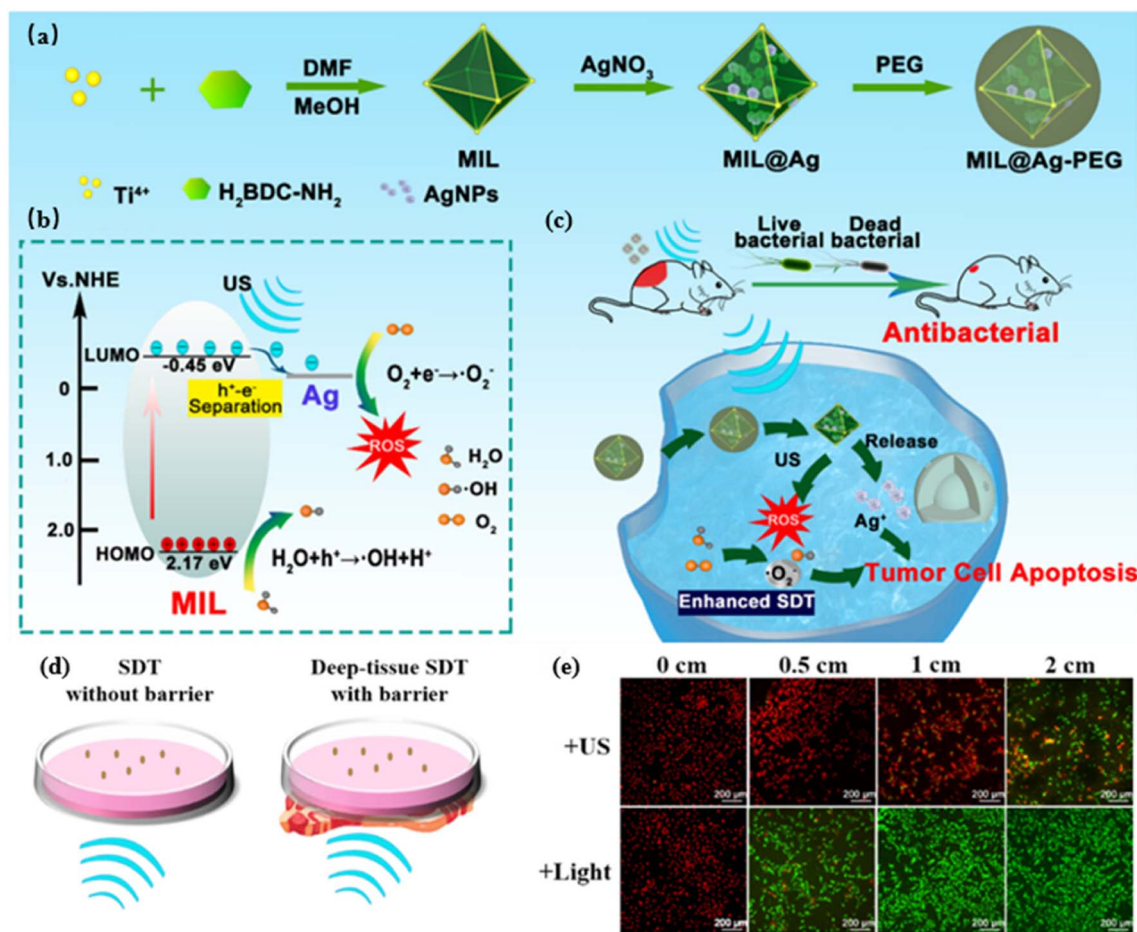 (a)
DMF
MeOH
AgNO₃
PEG
MIL
MIL@Ag
MIL@Ag-PEG
Ti⁴⁺
H₂BDC-NH₂
AgNPs
(b)
Vs.NHE
US
LUMO
-0.45 eV
0
h⁺-e⁻
Separation
Ag
O₂+e⁻→·O₂⁻
ROS
1.0
H₂O
·OH
O₂
2.0
HOMO
+++++
2.17 eV
H₂O+h⁺→·OH+H⁺
MIL
(c)
Live
bacterial
Dead
bacterial
Antibacterial
US
Release
ROS
Ag⁺
·O₂⁻
Tumor Cell Apoptosis
Enhanced SDT
(d)
SDT
without barrier
Deep-tissue SDT
with barrier
(e)
0 cm
0.5 cm
1 cm
2 cm
+US
200 μm
200 μm
200 μm
200 μm
+Light
200 μm
200 μm
200 μm
200 μm